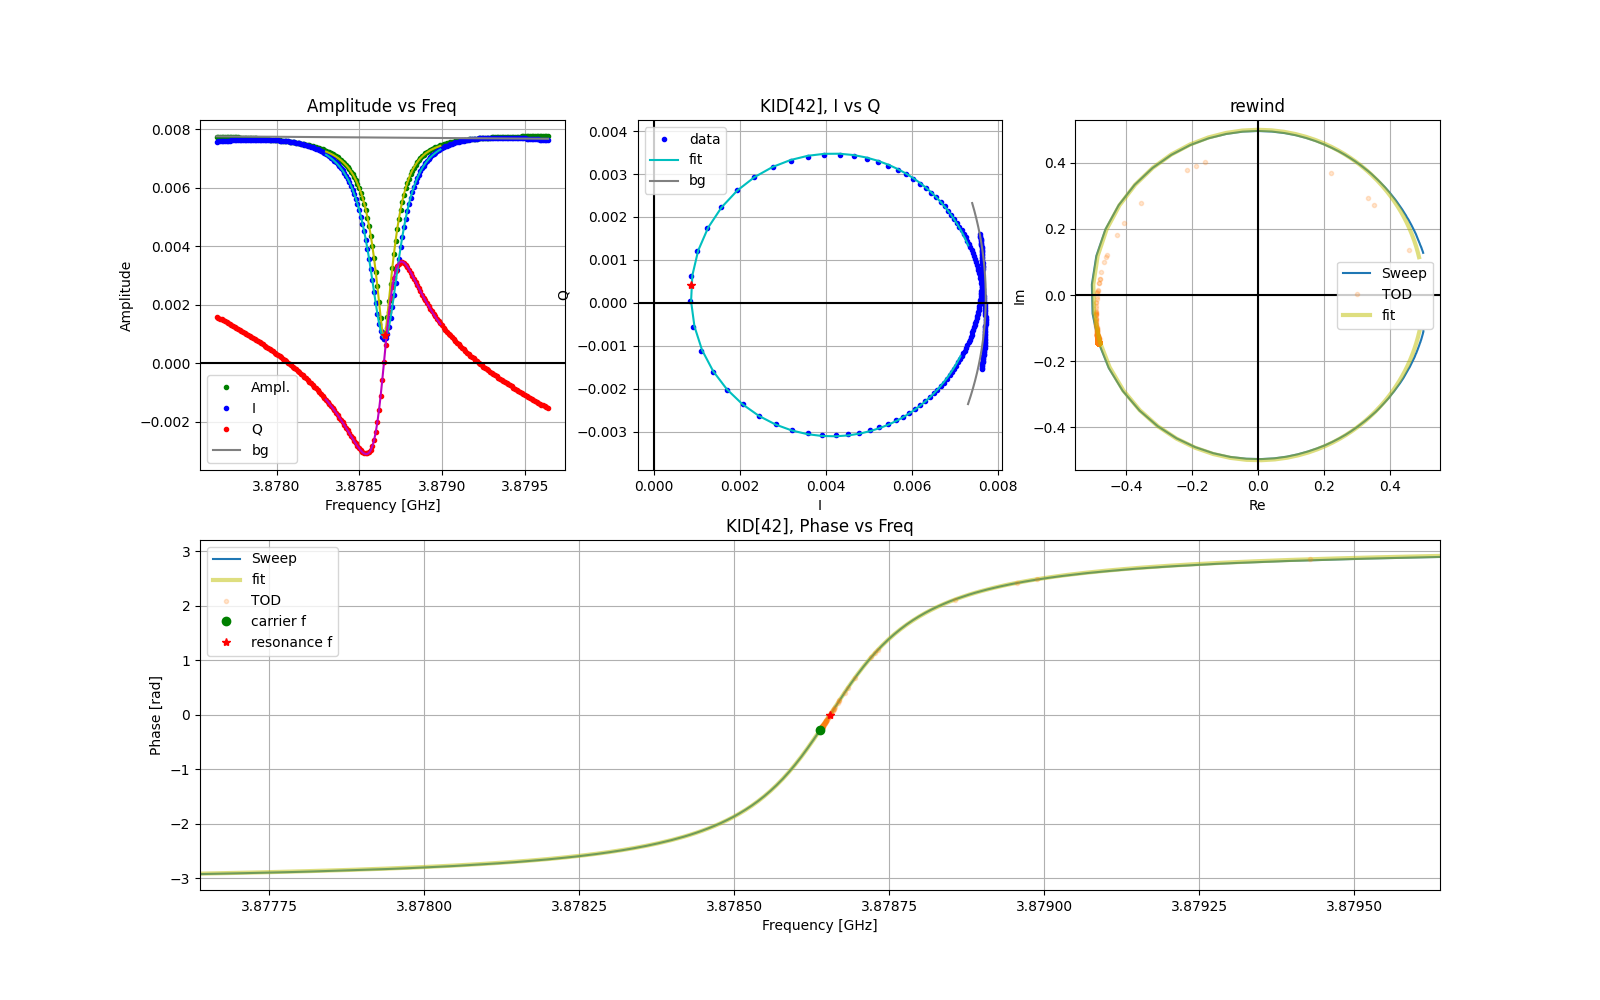 Amplitude vs Freq
Amplitude
0.008
0.006
0.004
0.002
0.000
−0.002
Ampl.
I
Q
bg
3.8780 3.8785 3.8790 3.8795
Frequency [GHz]
KID[42], I vs Q
Q
0.004
0.003
0.002
0.001
0.000
−0.001
−0.002
−0.003
data
fit
bg
0.000 0.002 0.004 0.006 0.008
I
rewind
Im
0.4
0.2
0.0
−0.2
−0.4
Sweep
TOD
fit
−0.4 −0.2 0.0 0.2 0.4
Re
KID[42], Phase vs Freq
Phase [rad]
3
2
1
0
−1
−2
−3
Sweep
fit
TOD
carrier f
resonance f
3.87775 3.87800 3.87825 3.87850 3.87875 3.87900 3.87925 3.87950
Frequency [GHz]